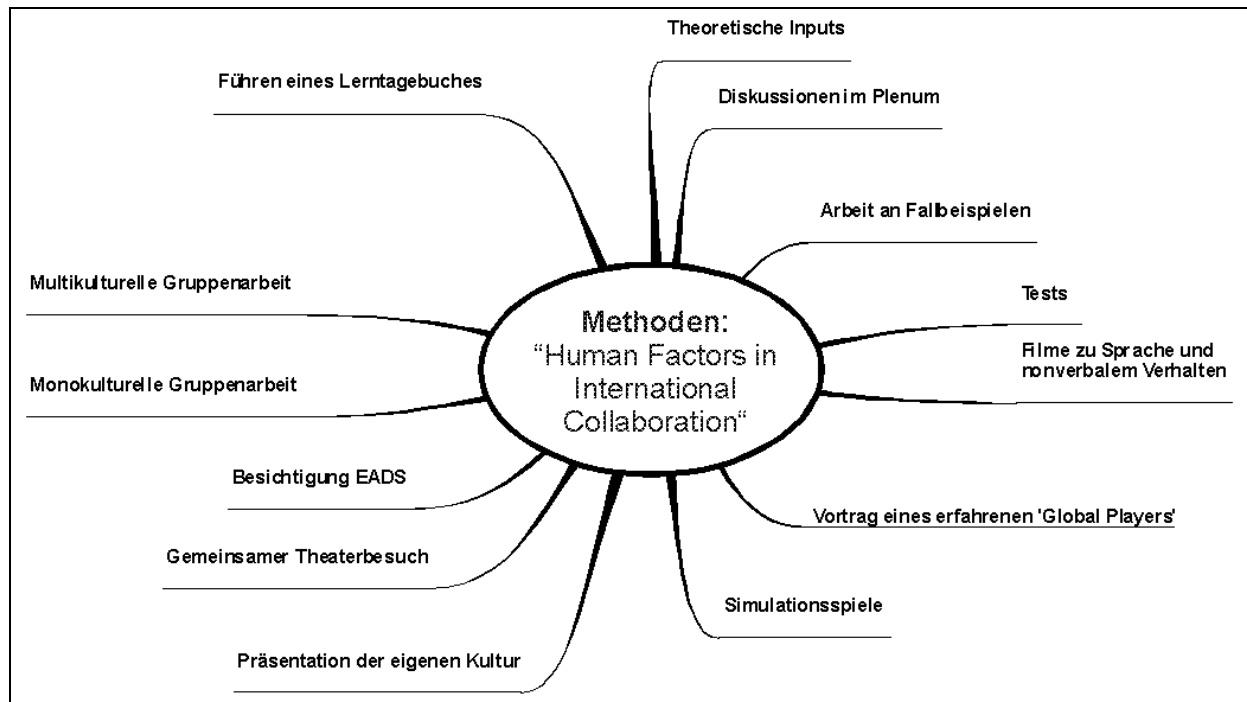 Theoretische Inputs
Führen eines Lerntagebuches
Diskussionen im Plenum
Arbeit an Fallbeispielen
Multikulturelle Gruppenarbeit
Tests
Methoden:
“Human Factors in
International
Collaboration“
Filme zu Sprache und
nonverbalem Verhalten
Monokulturelle Gruppenarbeit
Besichtigung EADS
Vortrag eines erfahrenen 'Global Players'
Gemeinsamer Theaterbesuch
Simulationsspiele
Präsentation der eigenen Kultur